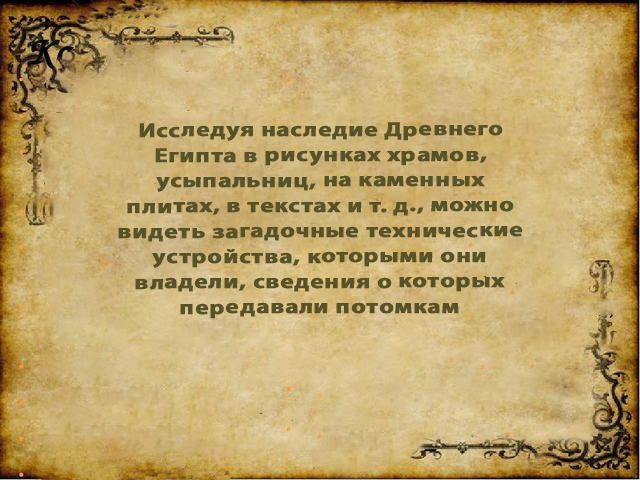 Кс
Исследуя наследие Древнего
Египта в рисунках храмов,
усыпальниц, на каменных
плитах, в текстах и т. д., можно
видеть загадочные технические
устройства, которыми они
владели, сведения о которых
передавали потомкам